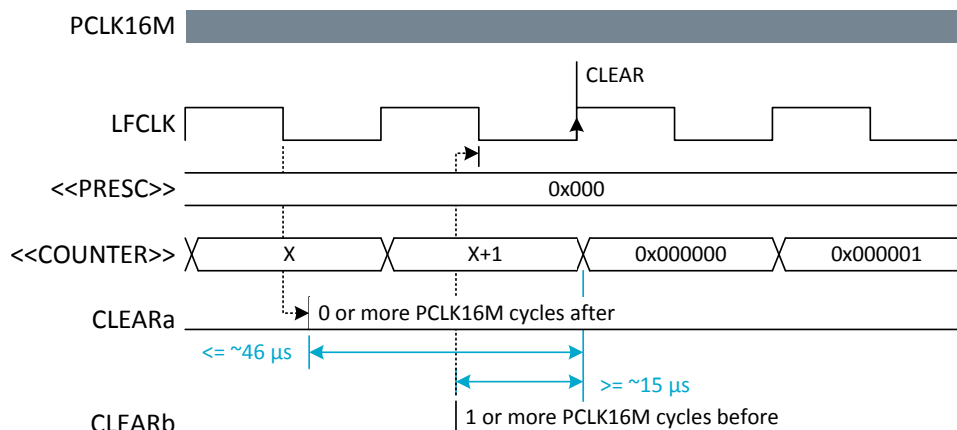 PCLK16M
CLEAR
LFCLK
<<PRESC>>
0x000
<<COUNTER>>
X
X+1
0x000000
0x000001
CLEARa
0 or more PCLK16M cycles after
<= ~46 µs
>= ~15 µs
CLEARb
1 or more PCLK16M cycles before